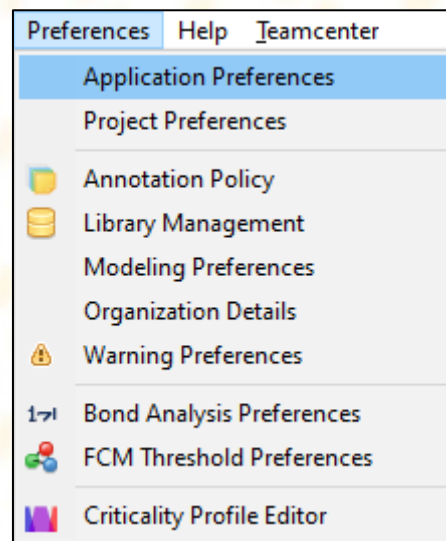 Preferences Help Teamcenter
Application Preferences
Project Preferences
Annotation Policy
Library Management
Modeling Preferences
Organization Details
Warning Preferences
Bond Analysis Preferences
FCM Threshold Preferences
Criticality Profile Editor